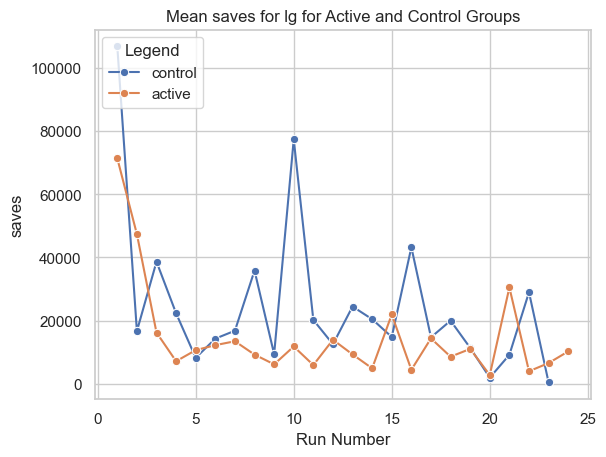 Mean saves for lg for Active and Control Groups
Legend
control
active
saves
100000
80000
60000
40000
20000
0
0 5 10 15 20 25
Run Number